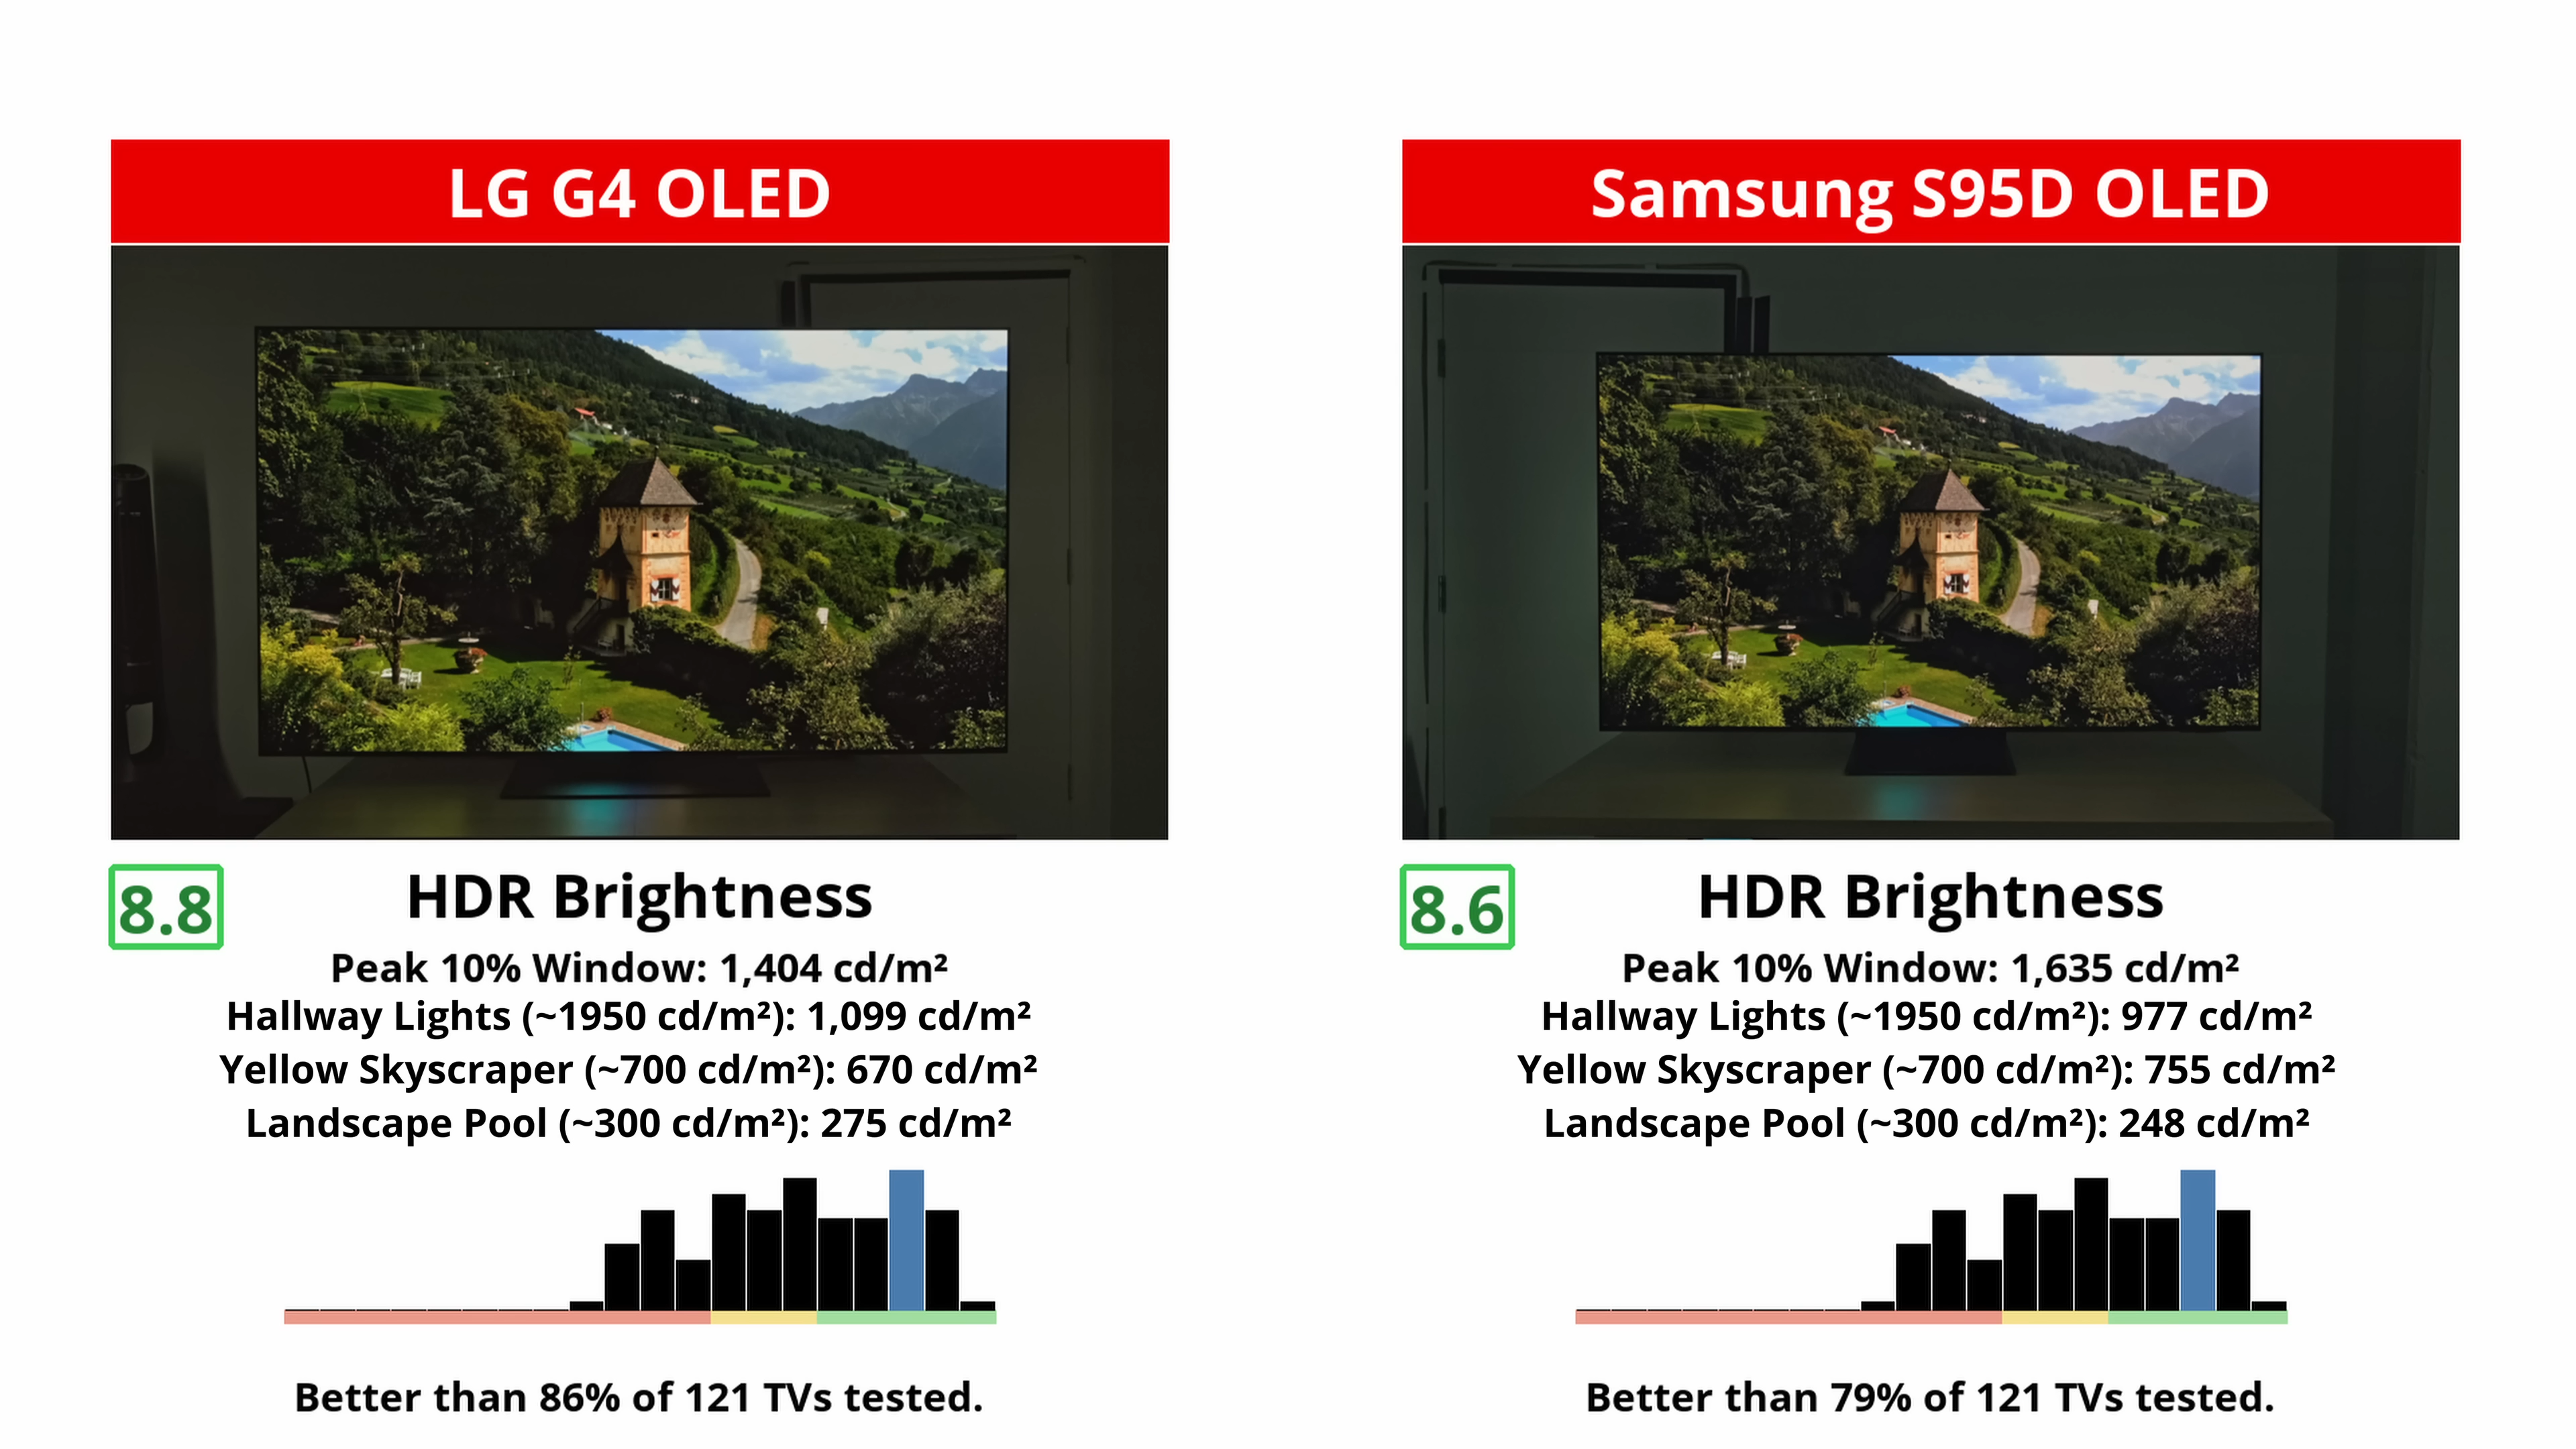 LG G4 OLED
8.8
HDR Brightness
Peak 10% Window: 1,404 cd/m²
Hallway Lights (~1950 cd/m²): 1,099 cd/m²
Yellow Skyscraper (~700 cd/m²): 670 cd/m²
Landscape Pool (~300 cd/m²): 275 cd/m²
Better than 86% of 121 TVs tested.
Samsung S95D OLED
8.6
HDR Brightness
Peak 10% Window: 1,635 cd/m²
Hallway Lights (~1950 cd/m²): 977 cd/m²
Yellow Skyscraper (~700 cd/m²): 755 cd/m²
Landscape Pool (~300 cd/m²): 248 cd/m²
Better than 79% of 121 TVs tested.